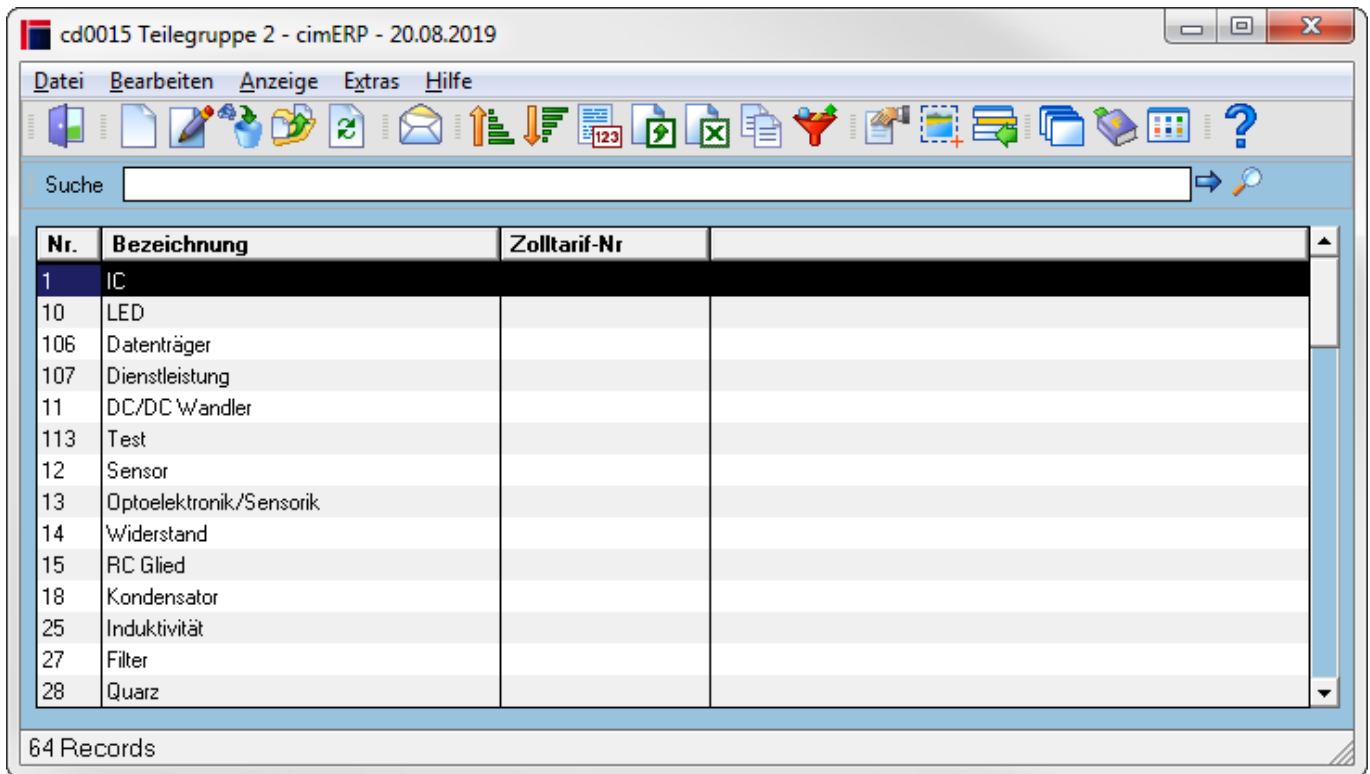 cd0015 Teilegruppe 2 - cimERP - 20.08.2019
Datei Bearbeiten Anzeige Extras Hilfe
123
Suche
Nr. Bezeichnung Zolltarif-Nr
1 IC
10 LED
106 Datenträger
107 Dienstleistung
11 DC/DC Wandler
113 Test
12 Sensor
13 Optoelektronik/Sensorik
14 Widerstand
15 RC Glied
18 Kondensator
25 Induktivität
27 Filter
28 Quarz
64 Records